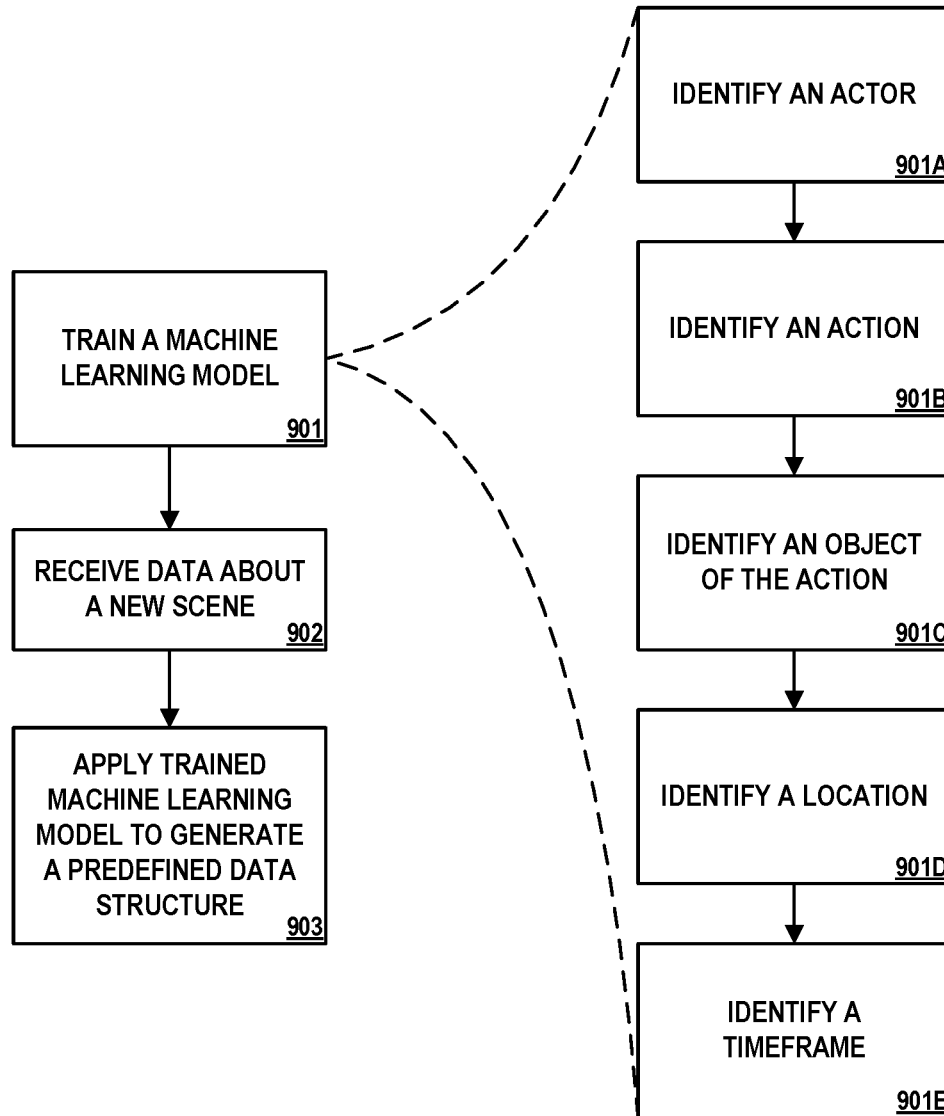 TRAIN A MACHINE
LEARNING MODEL
901
RECEIVE DATA ABOUT
A NEW SCENE
902
APPLY TRAINED
MACHINE LEARNING
MODEL TO GENERATE
A PREDEFINED DATA
STRUCTURE
903
IDENTIFY AN ACTOR
901A
IDENTIFY AN ACTION
901B
IDENTIFY AN OBJECT
OF THE ACTION
901C
IDENTIFY A LOCATION
901D
IDENTIFY A
TIMEFRAME
901E